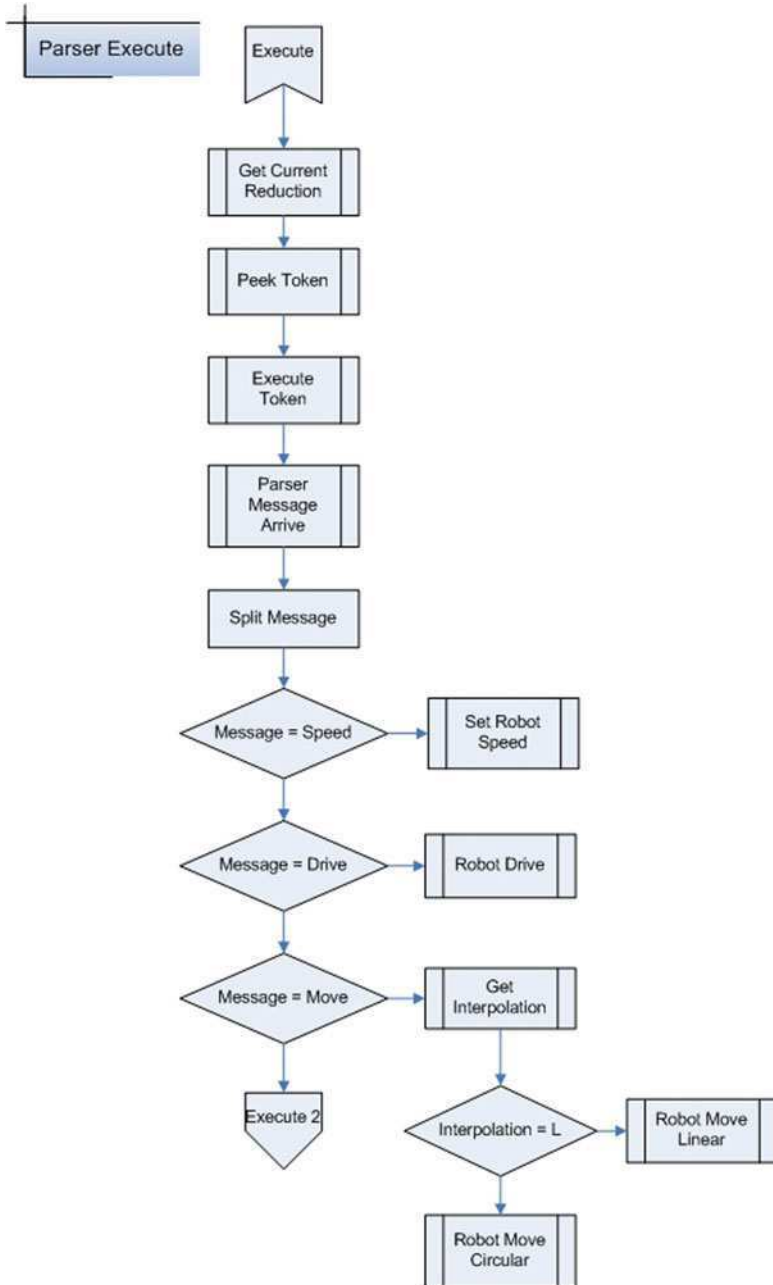 Parser Execute
Execute
Get Current
Reduction
Peek Token
Execute
Token
Parser
Message
Arrive
Split Message
Message = Speed
Set Robot
Speed
Message = Drive
Robot Drive
Message = Move
Get
Interpolation
Execute 2
Interpolation = L
Robot Move
Linear
Robot Move
Circular